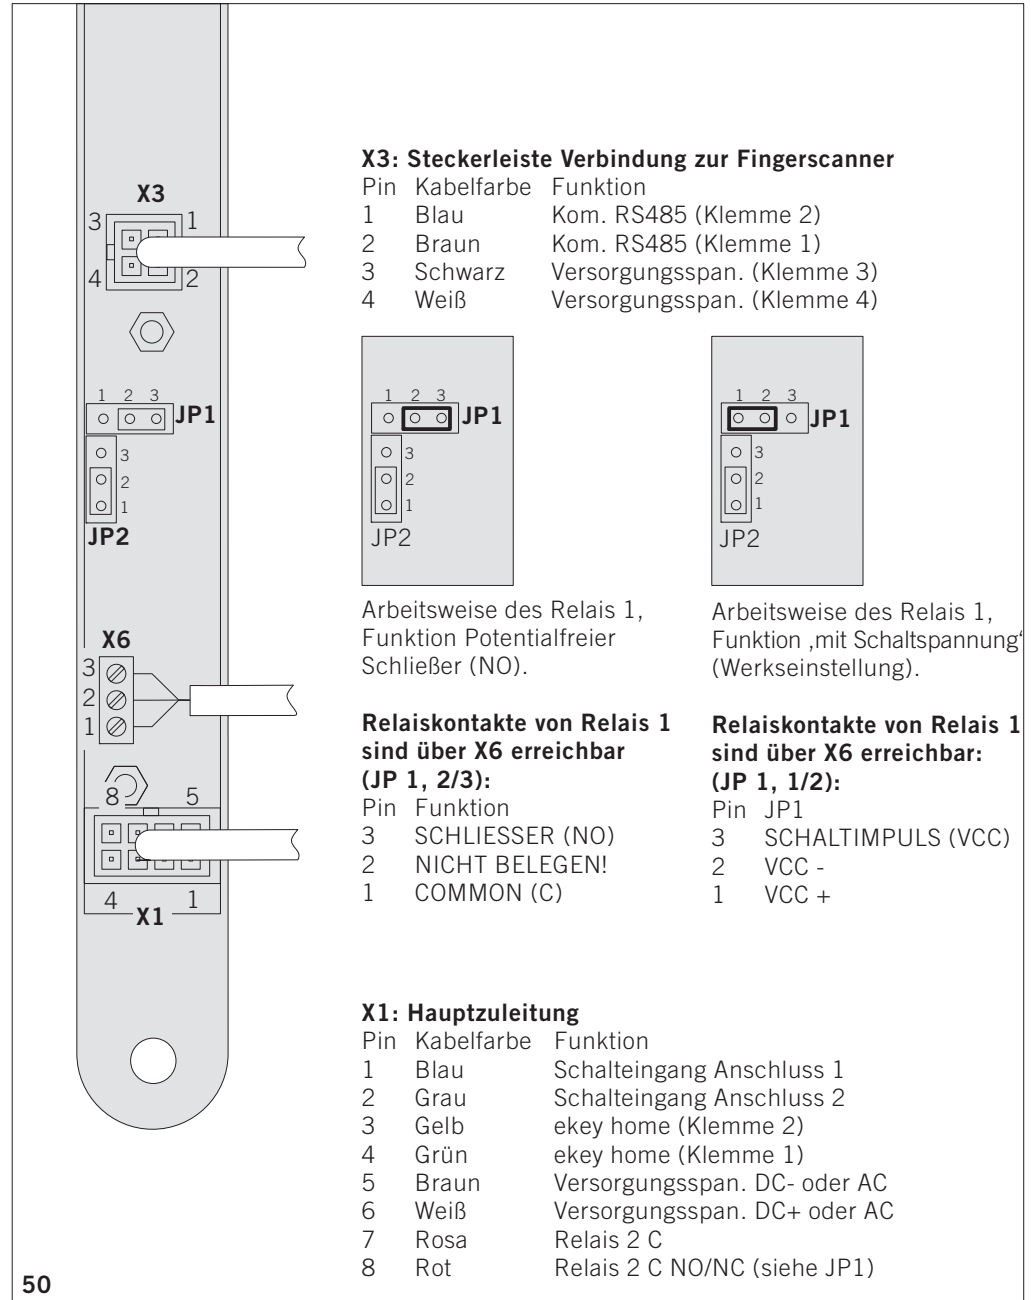 X3: Steckerleiste Verbindung zur Fingerscanner
Pin Kabelfarbe Funktion
1 Blau Kom. RS485 (Klemme 2)
2 Braun Kom. RS485 (Klemme 1)
3 Schwarz Versorgungsspan. (Klemme 3)
4 Weiß Versorgungsspan. (Klemme 4)
X3
3 1
4 2
1 2 3
JP1
3
2
1
JP2
1 2 3
JP1
3
2
1
JP2
1 2 3
JP1
3
2
1
JP2
Arbeitsweise des Relais 1,
Funktion Potentialfreier
Schließer (NO).
Arbeitsweise des Relais 1,
Funktion ‚mit Schaltspannung‘
(Werkseinstellung).
X6
3
2
1
Relaiskontakte von Relais 1
sind über X6 erreichbar
(JP 1, 2/3):
Pin Funktion
3 SCHLIESSER (NO)
2 NICHT BELEGEN!
1 COMMON (C)
Relaiskontakte von Relais 1
sind über X6 erreichbar:
(JP 1, 1/2):
Pin JP1
3 SCHALTIMPULS (VCC)
2 VCC -
1 VCC +
8 5
4 1
X1
X1: Hauptzuleitung
Pin Kabelfarbe Funktion
1 Blau Schalteingang Anschluss 1
2 Grau Schalteingang Anschluss 2
3 Gelb ekey home (Klemme 2)
4 Grün ekey home (Klemme 1)
5 Braun Versorgungsspan. DC- oder AC
6 Weiß Versorgungsspan. DC+ oder AC
7 Rosa Relais 2 C
8 Rot Relais 2 C NO/NC (siehe JP1)
50